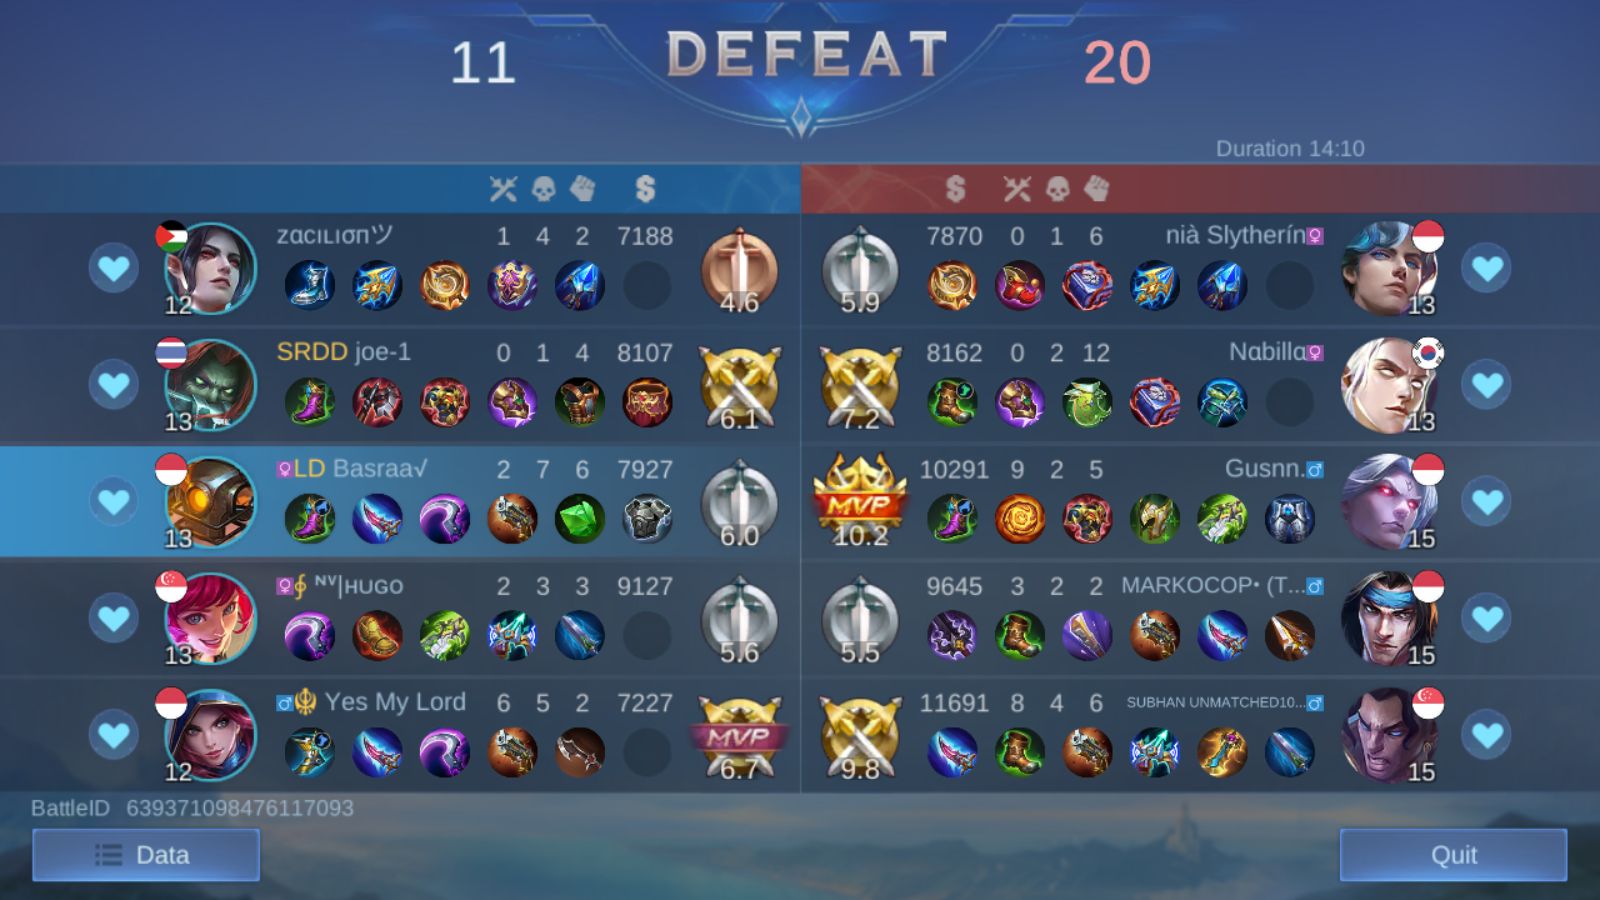 11 DEFEAT 20
Duration 14:10
zαcιʟισπツ 1 4 2 7188 4.6 12
5.9 7870 0 1 6 nià Slytherín♀ 13
SRDD joe-1 0 1 4 8107 6.1 13
7.2 8162 0 2 12 Nαbillα♀ 13
♀LD Basraa√ 2 7 6 7927 6.0 13
MVP 10.2 10291 9 2 5 Gusnn.♂ 15
♀∮ ᴺⱽ|ʜᴜɢᴏ 2 3 3 9127 5.6 13
5.5 9645 3 2 2 MARKOCOP• (T...♂ 15
♂☬ Yes My Lord 6 5 2 7227 MVP 6.7 12
9.8 11691 8 4 6 SUBHAN UNMATCHED10...♂ 15
BattleID 639371098476117093
Data
Quit